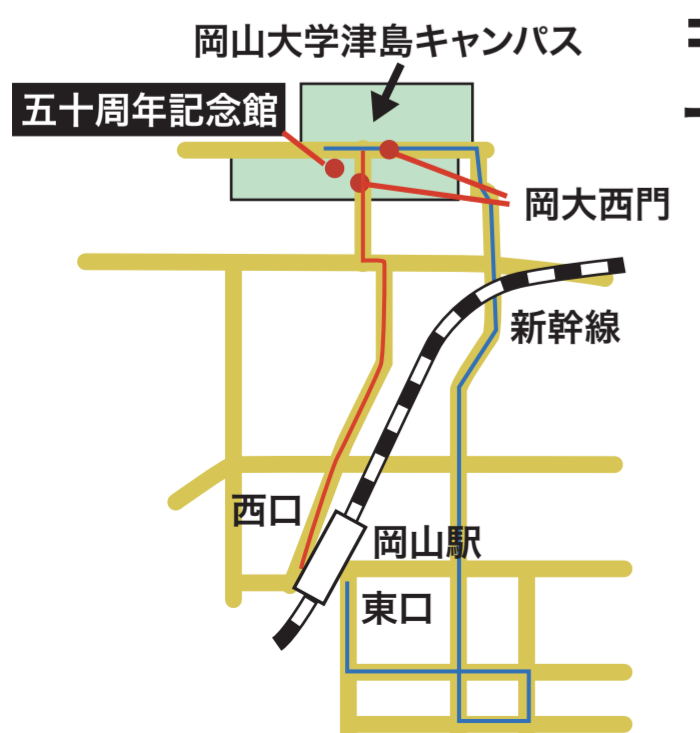 岡山大学津島キャンパス
五十周年記念館
岡大西門
新幹線
西口
岡山駅
東口